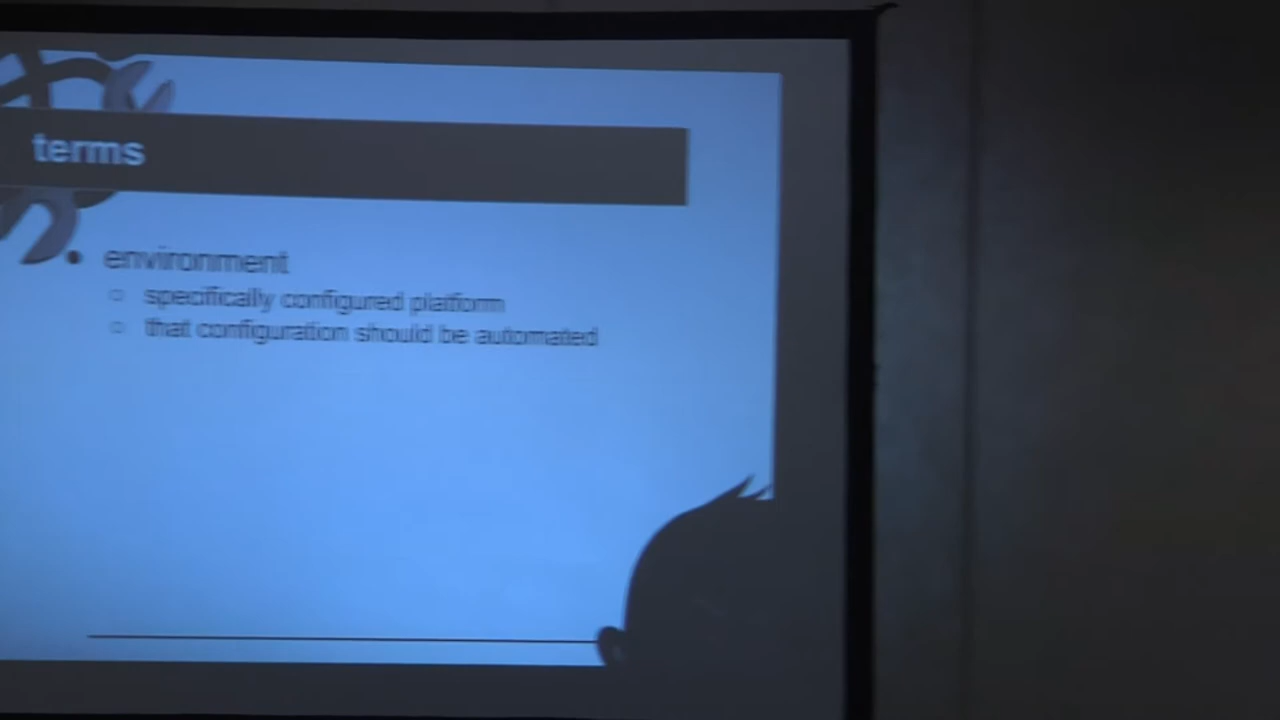 terms
• environment
○ specifically configured platform
○ that configuration should be automated